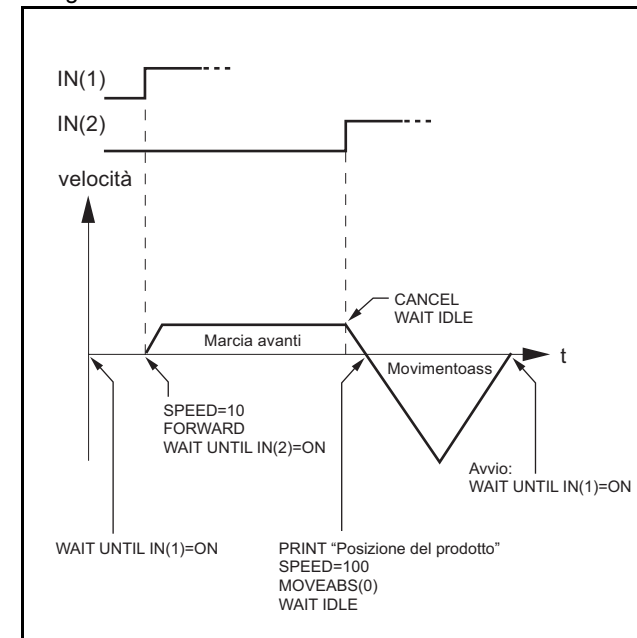 IN(1)
IN(2)
velocità
CANCEL
WAIT IDLE
Marcia avanti
t
Movimentoass
SPEED=10
FORWARD
WAIT UNTIL IN(2)=ON
Avvio:
WAIT UNTIL IN(1)=ON
WAIT UNTIL IN(1)=ON
PRINT “Posizione del prodotto”
SPEED=100
MOVEABS(0)
WAIT IDLE